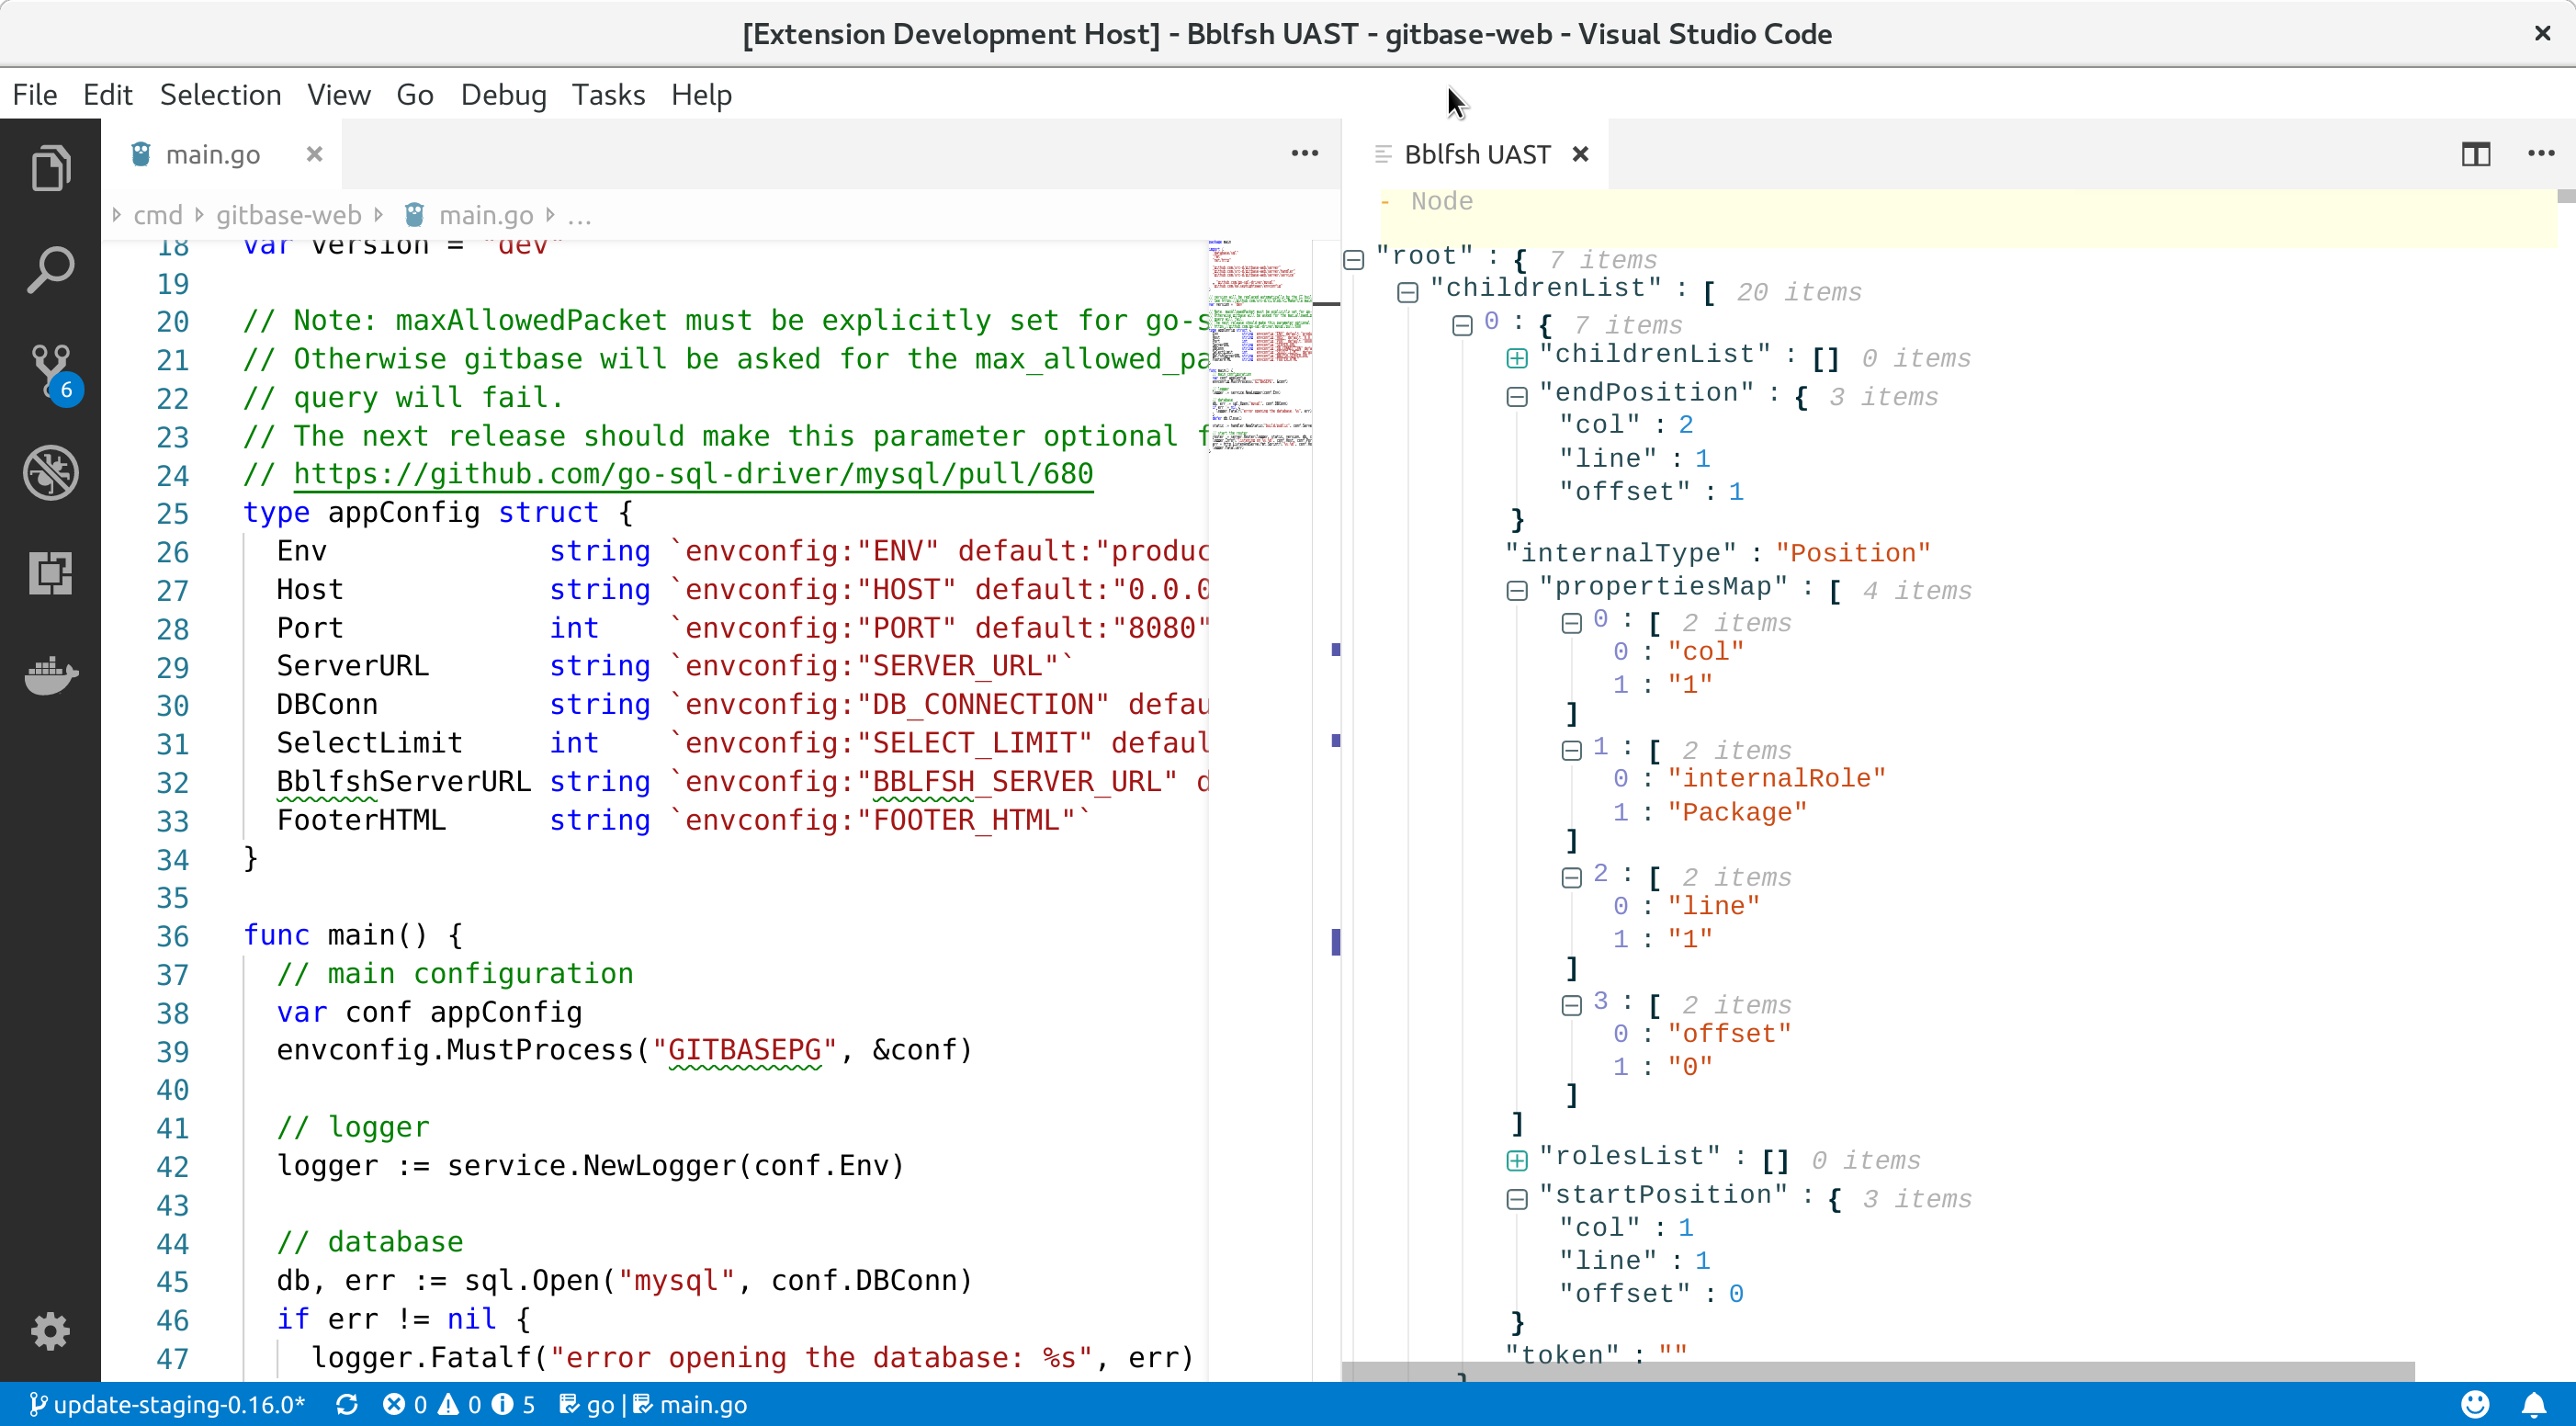 [Extension Development Host] - Bblfsh UAST - gitbase-web - Visual Studio Code
File Edit Selection View Go Debug Tasks Help
main.go
cmd gitbase-web main.go ...
18 var version = "dev"
19
20 // Note: maxAllowedPacket must be explicitly set for go-s
21 // Otherwise gitbase will be asked for the max_allowed_pa
22 // query will fail.
23 // The next release should make this parameter optional f
24 // https://github.com/go-sql-driver/mysql/pull/680
25 type appConfig struct {
26 Env string `envconfig:"ENV" default:"produc
27 Host string `envconfig:"HOST" default:"0.0.0
28 Port int `envconfig:"PORT" default:"8080"
29 ServerURL string `envconfig:"SERVER_URL"`
30 DBConn string `envconfig:"DB_CONNECTION" defau
31 SelectLimit int `envconfig:"SELECT_LIMIT" defaul
32 BblfshServerURL string `envconfig:"BBLFSH_SERVER_URL" d
33 FooterHTML string `envconfig:"FOOTER_HTML"`
34 }
35
36 func main() {
37 // main configuration
38 var conf appConfig
39 envconfig.MustProcess("GITBASEPG", &conf)
40
41 // logger
42 logger := service.NewLogger(conf.Env)
43
44 // database
45 db, err := sql.Open("mysql", conf.DBConn)
46 if err != nil {
47 logger.Fatalf("error opening the database: %s", err)
Bblfsh UAST
- Node
"root" : { 7 items
"childrenList" : [ 20 items
0 : { 7 items
"childrenList" : [] 0 items
"endPosition" : { 3 items
"col" : 2
"line" : 1
"offset" : 1
}
"internalType" : "Position"
"propertiesMap" : [ 4 items
0 : [ 2 items
0 : "col"
1 : "1"
]
1 : [ 2 items
0 : "internalRole"
1 : "Package"
]
2 : [ 2 items
0 : "line"
1 : "1"
]
3 : [ 2 items
0 : "offset"
1 : "0"
]
]
"rolesList" : [] 0 items
"startPosition" : { 3 items
"col" : 1
"line" : 1
"offset" : 0
}
"token" : ""
}
6
update-staging-0.16.0* 0 0 5 go | main.go